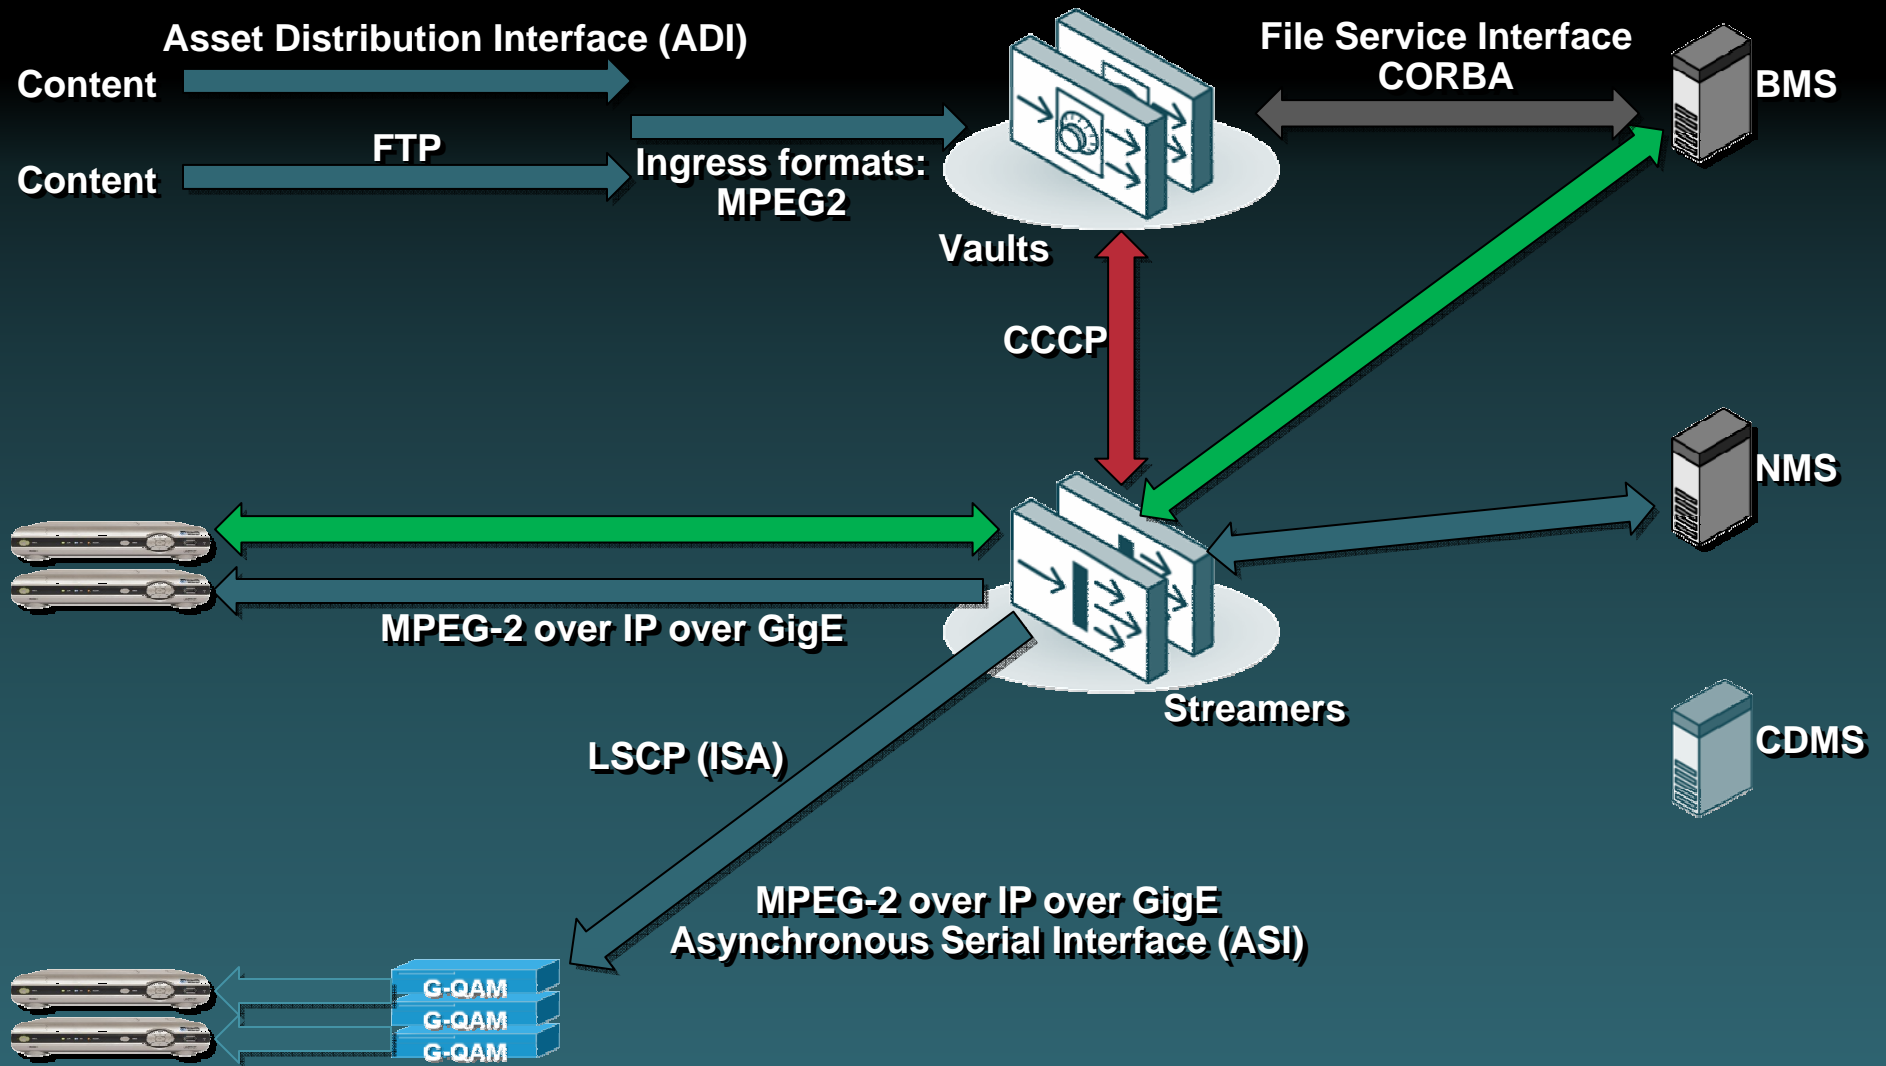 Asset Distribution Interface (ADI)
File Service Interface
CORBA
Content
BMS
FTP
Content
Ingress formats:
MPEG2
Vaults
CCCP
NMS
MPEG-2 over IP over GigE
Streamers
LSCP (ISA)
CDMS
MPEG-2 over IP over GigE
Asynchronous Serial Interface (ASI)
G-QAM
G-QAM
G-QAM